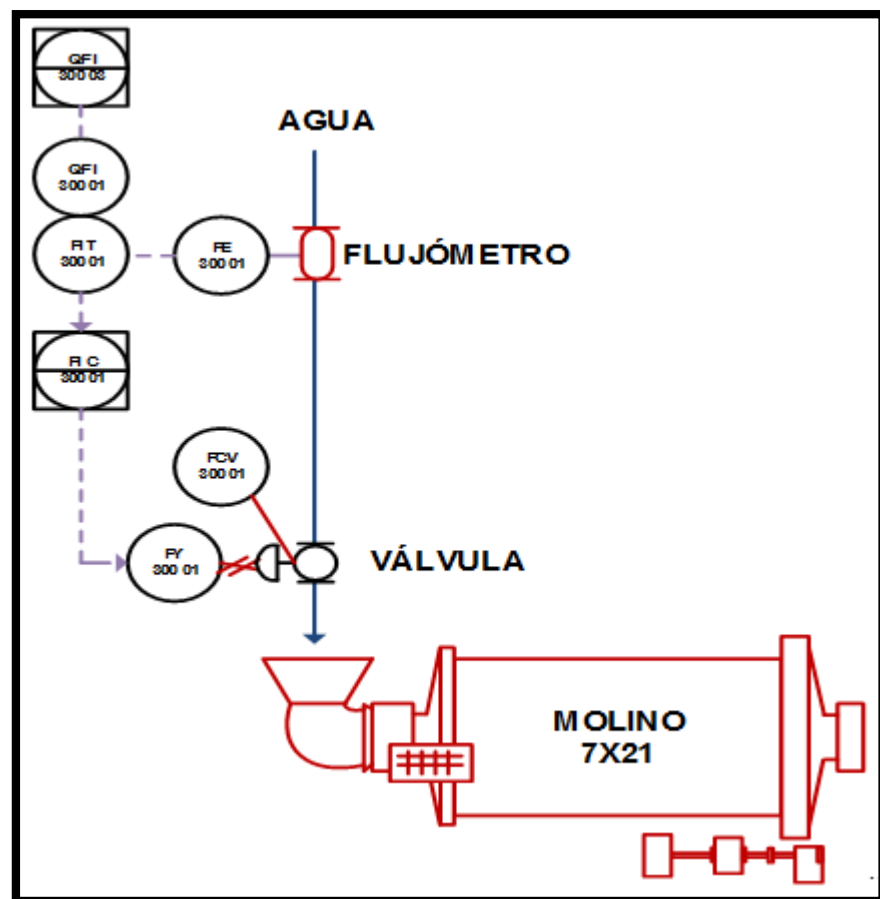 QFI
30003
AGUA
QFI
30001
FIT
30001
FE
30001
FLUJÓMETRO
FIC
30001
FCV
30001
FY
30001
VÁLVULA
MOLINO
7X21